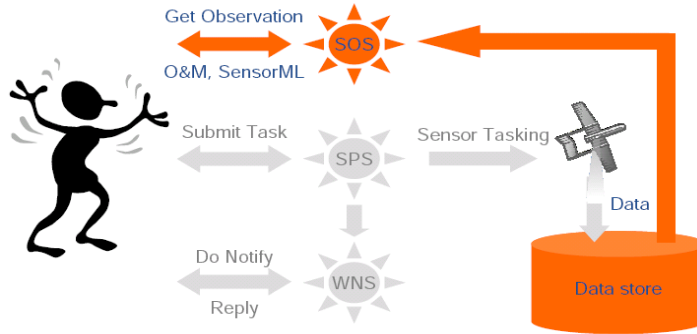 Get Observation
SOS
O&M, SensorML
Submit Task
SPS
Sensor Tasking
Data
Do Notify
WNS
Reply
Data store